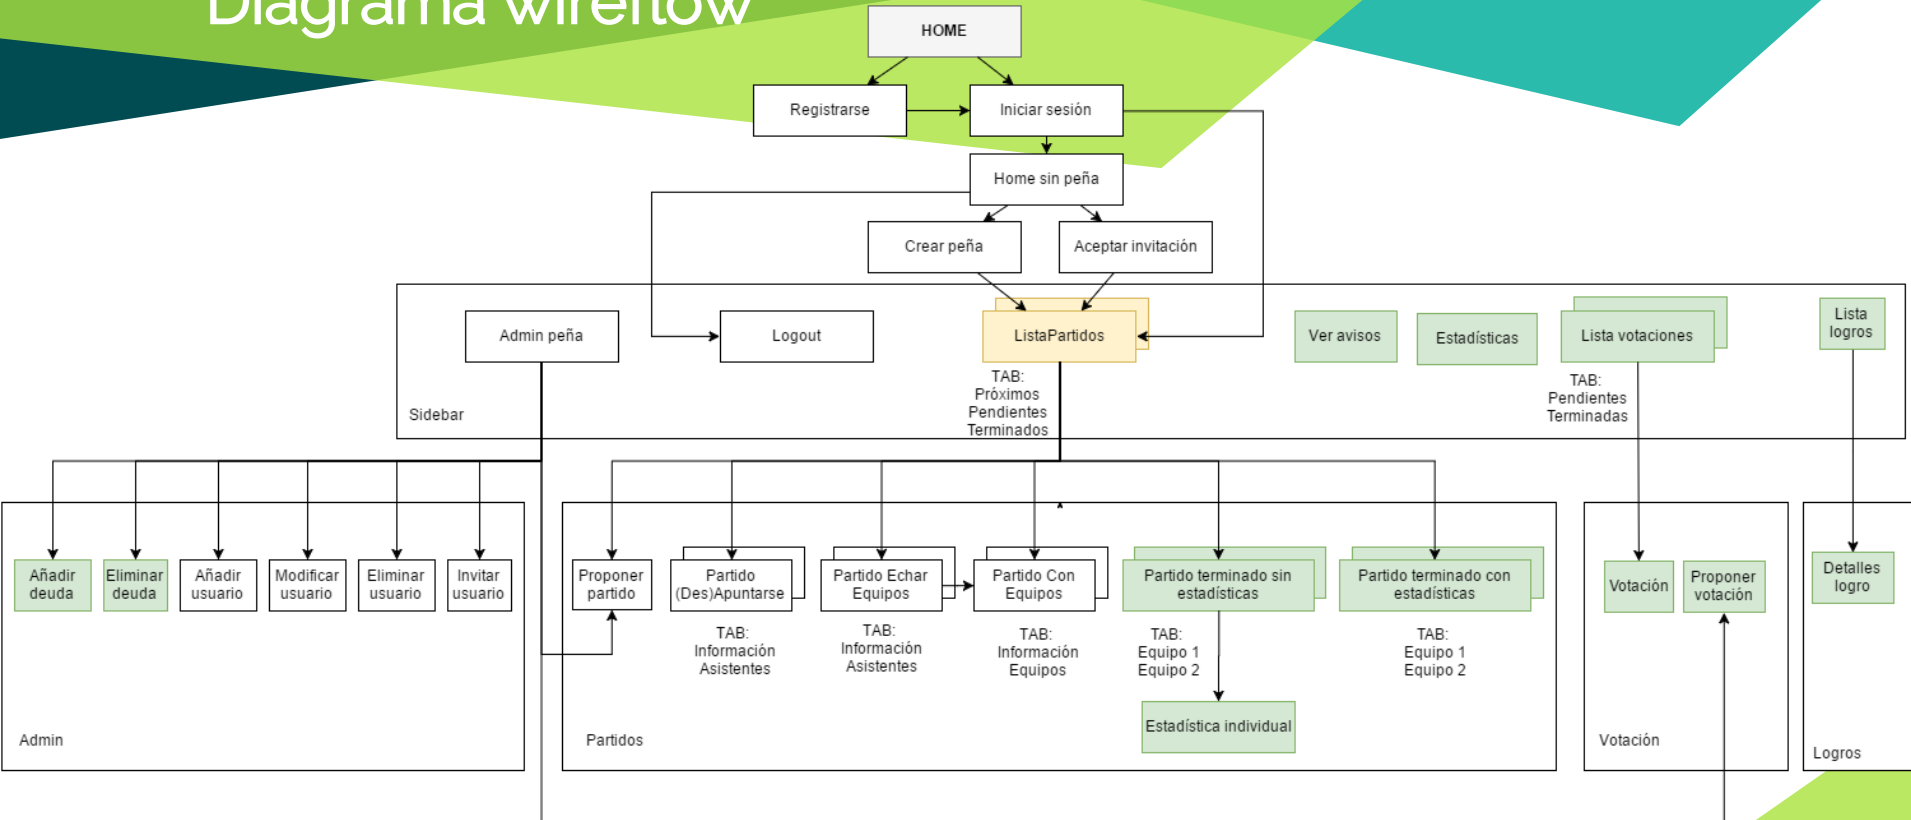 Diagrama wireflow
HOME
Registrarse
Iniciar sesión
Home sin peña
Crear peña
Aceptar invitación
Admin peña
Logout
ListaPartidos
Ver avisos
Estadísticas
Lista votaciones
Lista
logros
TAB:
Próximos
Pendientes
Terminados
TAB:
Pendientes
Terminadas
Sidebar
Añadir
deuda
Eliminar
deuda
Añadir
usuario
Modificar
usuario
Eliminar
usuario
Invitar
usuario
Proponer
partido
Partido
(Des)Apuntarse
Partido Echar
Equipos
Partido Con
Equipos
Partido terminado sin
estadísticas
Partido terminado con
estadísticas
Votación
Proponer
votación
Detalles
logro
TAB:
Información
Asistentes
TAB:
Información
Asistentes
TAB:
Información
Equipos
TAB:
Equipo 1
Equipo 2
TAB:
Equipo 1
Equipo 2
Estadística individual
Admin
Partidos
Votación
Logros